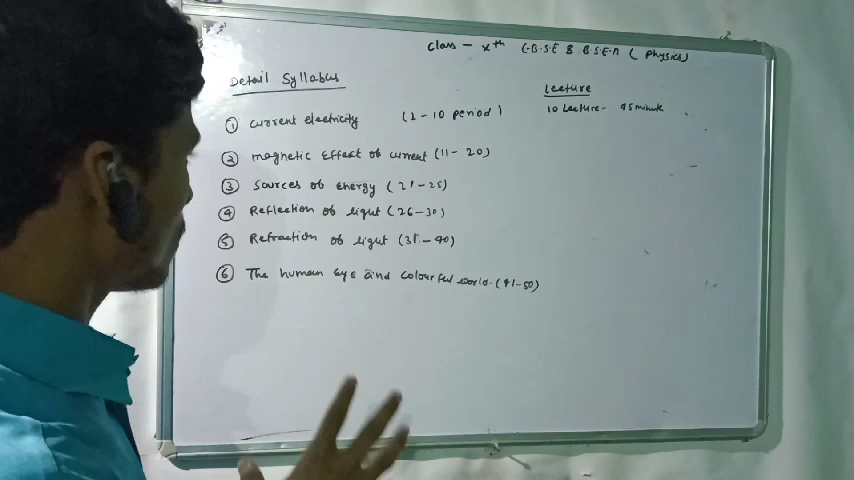 Class - Xth C.B.S.E & B.S.E.B ( Physics)
Detail Syllabus
Lecture
10 Lecture - 45 minute
① Current electricity (1-10 period)
② magnetic Effect of current (11-20)
③ Sources of energy (21-25)
④ Reflection of light (26-30)
⑤ Refraction of light (31-40)
⑥ The human Eye and Colourful world. (41-50)